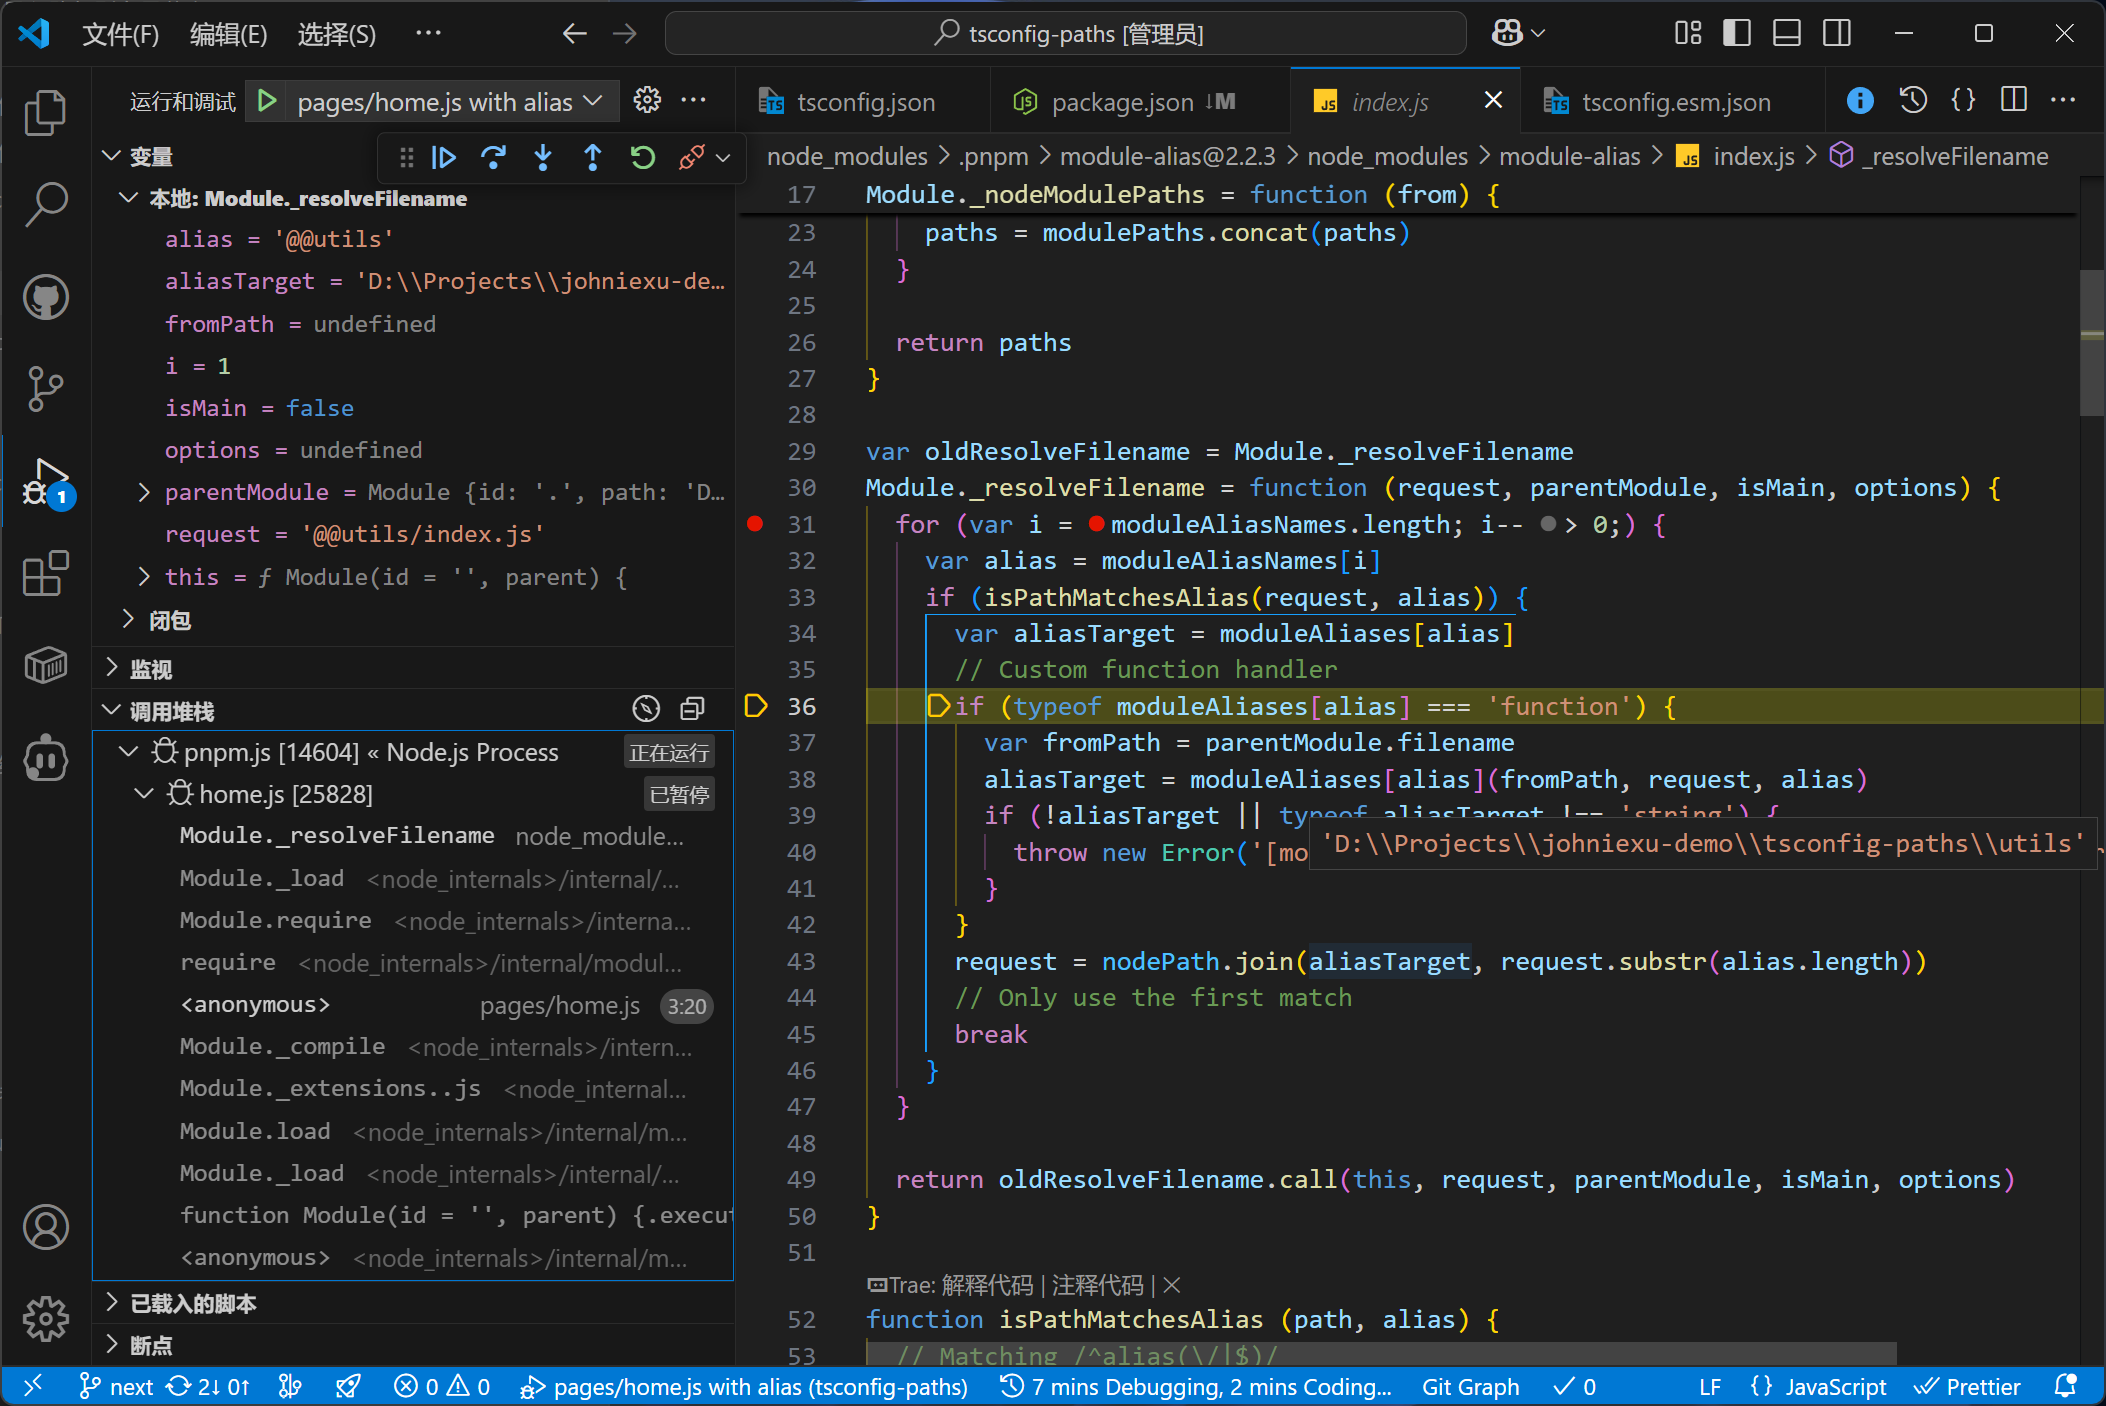 文件(F) 编辑(E) 选择(S) ··· tsconfig-paths [管理员]
运行和调试 pages/home.js with alias ···
tsconfig.json package.json ↓M index.js tsconfig.esm.json
node_modules > .pnpm > module-alias@2.2.3 > node_modules > module-alias > index.js > _resolveFilename
变量
本地: Module._resolveFilename
alias = '@@utils'
aliasTarget = 'D:\\Projects\\johniexu-de…
fromPath = undefined
i = 1
isMain = false
options = undefined
parentModule = Module {id: '.', path: 'D…
request = '@@utils/index.js'
this = ƒ Module(id = '', parent) {
闭包
监视
调用堆栈
pnpm.js [14604] « Node.js Process 正在运行
home.js [25828] 已暂停
Module._resolveFilename node_module…
Module._load <node_internals>/internal/…
Module.require <node_internals>/interna…
require <node_internals>/internal/modul…
<anonymous> pages/home.js 3:20
Module._compile <node_internals>/intern…
Module._extensions..js <node_internal…
Module.load <node_internals>/internal/m…
Module._load <node_internals>/internal/…
function Module(id = '', parent) {.execut
<anonymous> <node_internals>/internal/m…
已载入的脚本
断点
1
17 Module._nodeModulePaths = function (from) {
23 paths = modulePaths.concat(paths)
24 }
25
26 return paths
27 }
28
29 var oldResolveFilename = Module._resolveFilename
30 Module._resolveFilename = function (request, parentModule, isMain, options) {
31 for (var i = moduleAliasNames.length; i-- > 0;) {
32 var alias = moduleAliasNames[i]
33 if (isPathMatchesAlias(request, alias)) {
34 var aliasTarget = moduleAliases[alias]
35 // Custom function handler
36 if (typeof moduleAliases[alias] === 'function') {
37 var fromPath = parentModule.filename
38 aliasTarget = moduleAliases[alias](fromPath, request, alias)
39 if (!aliasTarget || typeof aliasTarget !== 'string') {
40 throw new Error('[mo
'D:\\Projects\\johniexu-demo\\tsconfig-paths\\utils'
41 }
42 }
43 request = nodePath.join(aliasTarget, request.substr(alias.length))
44 // Only use the first match
45 break
46 }
47 }
48
49 return oldResolveFilename.call(this, request, parentModule, isMain, options)
50 }
51
Trae: 解释代码 | 注释代码 | ✕
52 function isPathMatchesAlias (path, alias) {
53 // Matching /^alias(\/|$)/
next 2↓ 0↑ 0 0 pages/home.js with alias (tsconfig-paths) 7 mins Debugging, 2 mins Coding... Git Graph 0 LF {} JavaScript Prettier